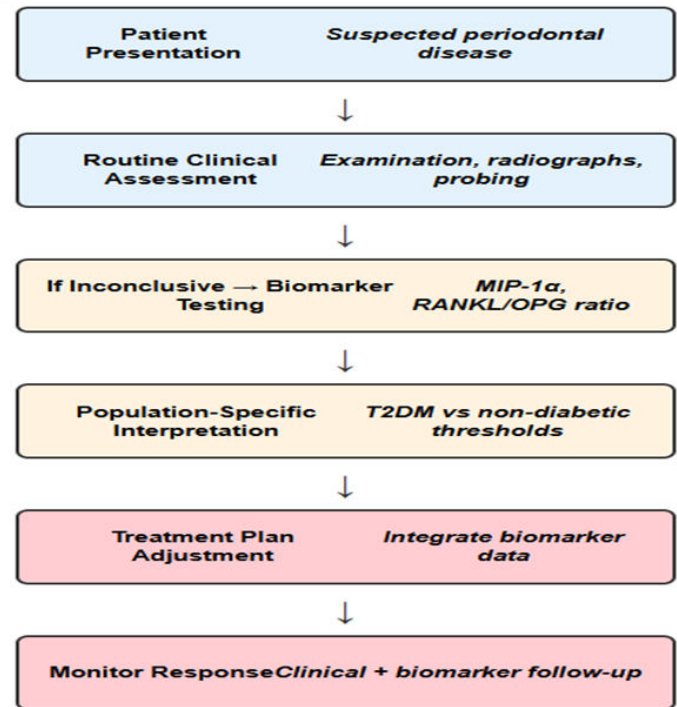 Patient Presentation
Suspected periodontal disease
↓
Routine Clinical Assessment
Examination, radiographs, probing
↓
If Inconclusive → Biomarker Testing
MIP-1α, RANKL/OPG ratio
↓
Population-Specific Interpretation
T2DM vs non-diabetic thresholds
↓
Treatment Plan Adjustment
Integrate biomarker data
↓
Monitor Response
Clinical + biomarker follow-up